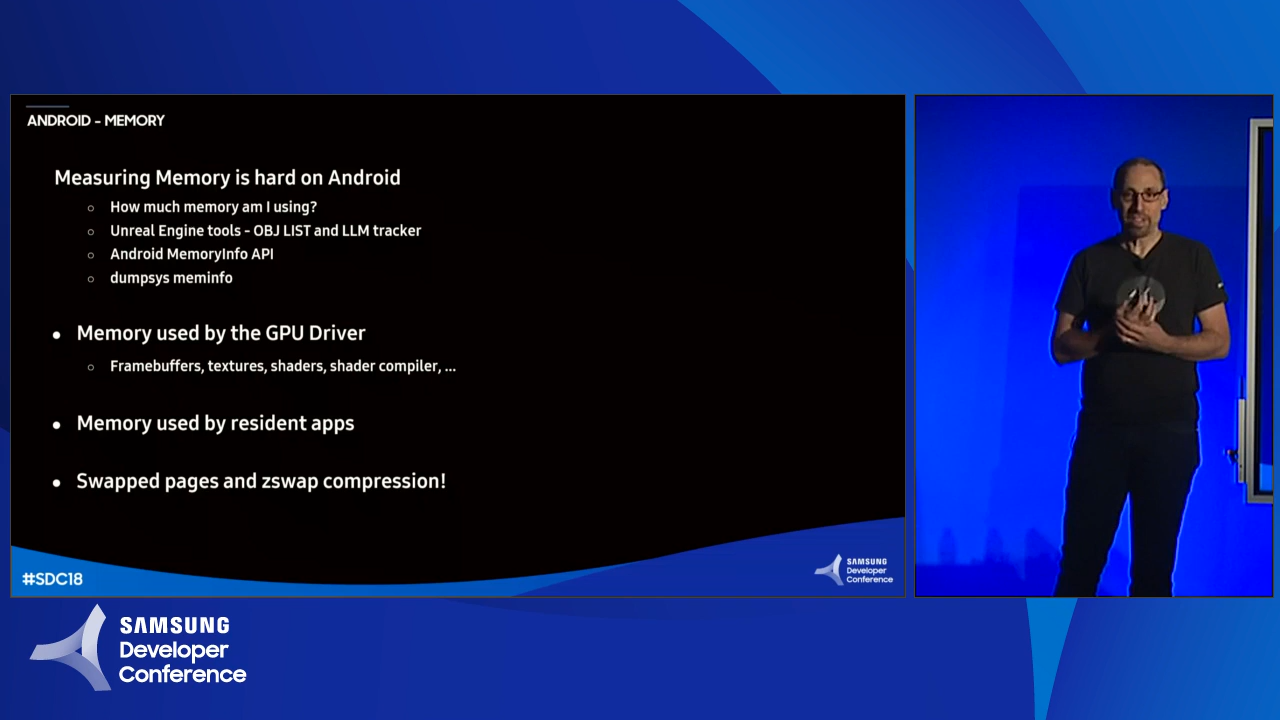 ANDROID - MEMORY
Measuring Memory is hard on Android
○ How much memory am I using?
○ Unreal Engine tools - OBJ LIST and LLM tracker
○ Android MemoryInfo API
○ dumpsys meminfo
● Memory used by the GPU Driver
○ Framebuffers, textures, shaders, shader compiler, ...
● Memory used by resident apps
● Swapped pages and zswap compression!
#SDC18
SAMSUNG
Developer
Conference
SAMSUNG
Developer
Conference